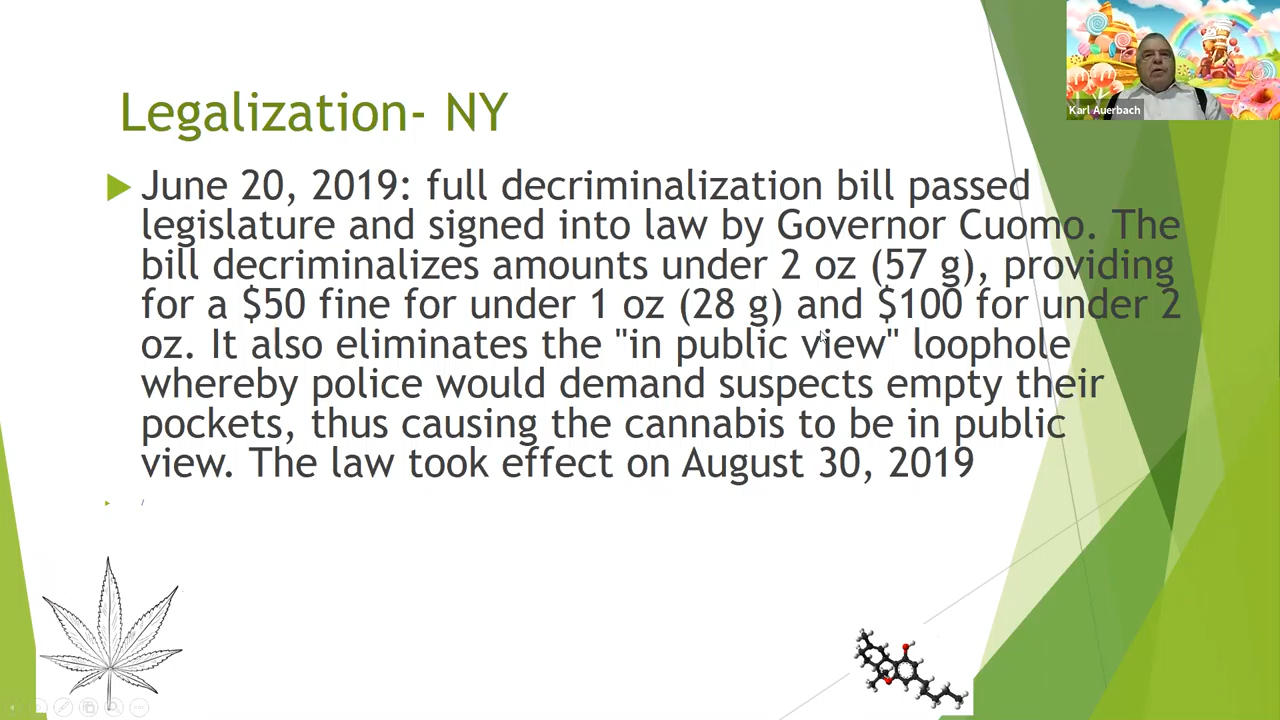 Karl Auerbach
Legalization- NY
June 20, 2019: full decriminalization bill passed
legislature and signed into law by Governor Cuomo. The
bill decriminalizes amounts under 2 oz (57 g), providing
for a $50 fine for under 1 oz (28 g) and $100 for under 2
oz. It also eliminates the "in public view" loophole
whereby police would demand suspects empty their
pockets, thus causing the cannabis to be in public
view. The law took effect on August 30, 2019
/